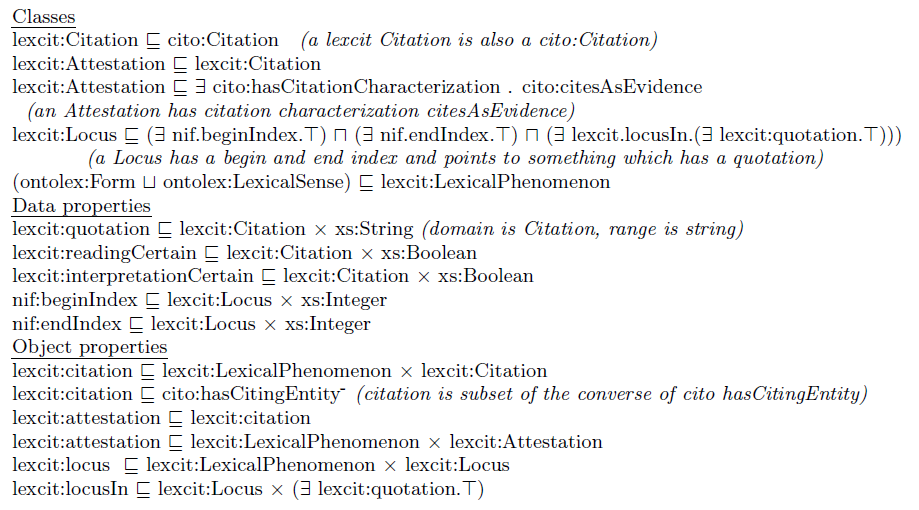 Classes
lexcit:Citation ⊑ cito:Citation (a lexcit Citation is also a cito:Citation)
lexcit:Attestation ⊑ lexcit:Citation
lexcit:Attestation ⊑ ∃ cito:hasCitationCharacterization . cito:citesAsEvidence
(an Attestation has citation characterization citesAsEvidence)
lexcit:Locus ⊑ (∃ nif.beginIndex.⊤) ⊓ (∃ nif.endIndex.⊤) ⊓ (∃ lexcit.locusIn.(∃ lexcit:quotation.⊤)))
(a Locus has a begin and end index and points to something which has a quotation)
(ontolex:Form ⊔ ontolex:LexicalSense) ⊑ lexcit:LexicalPhenomenon
Data properties
lexcit:quotation ⊑ lexcit:Citation × xs:String (domain is Citation, range is string)
lexcit:readingCertain ⊑ lexcit:Citation × xs:Boolean
lexcit:interpretationCertain ⊑ lexcit:Citation × xs:Boolean
nif:beginIndex ⊑ lexcit:Locus × xs:Integer
nif:endIndex ⊑ lexcit:Locus × xs:Integer
Object properties
lexcit:citation ⊑ lexcit:LexicalPhenomenon × lexcit:Citation
lexcit:citation ⊑ cito:hasCitingEntity⁻ (citation is subset of the converse of cito hasCitingEntity)
lexcit:attestation ⊑ lexcit:citation
lexcit:attestation ⊑ lexcit:LexicalPhenomenon × lexcit:Attestation
lexcit:locus ⊑ lexcit:LexicalPhenomenon × lexcit:Locus
lexcit:locusIn ⊑ lexcit:Locus × (∃ lexcit:quotation.⊤)